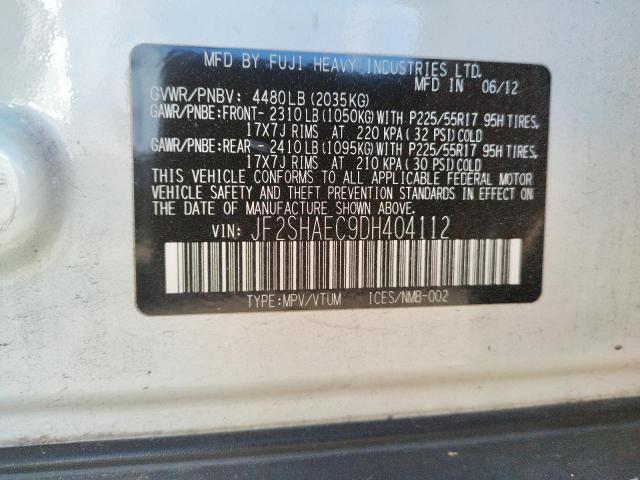 MFD BY FUJI HEAVY INDUSTRIES LTD.
MFD IN 06/12
GVWR/PNBV: 4480LB (2035KG)
GAWR/PNBE:FRONT- 2310 LB (1050KG) WITH P225/55R17 95H TIRES,
17X7J RIMS AT 220 KPA (32 PSI) COLD
GAWR/PNBE:REAR - 2410 LB (1095KG) WITH P225/55R17 95H TIRES,
17X7J RIMS AT 210 KPA (30 PSI) COLD
THIS VEHICLE CONFORMS TO ALL APPLICABLE FEDERAL MOTOR
VEHICLE SAFETY AND THEFT PREVENTION STANDARDS IN EFFECT ON
THE DATE OF MANUFACTURE SHOWN ABOVE.
VIN: JF2SHAEC9DH404112
TYPE:MPV/VTUM ICES/NMB-002